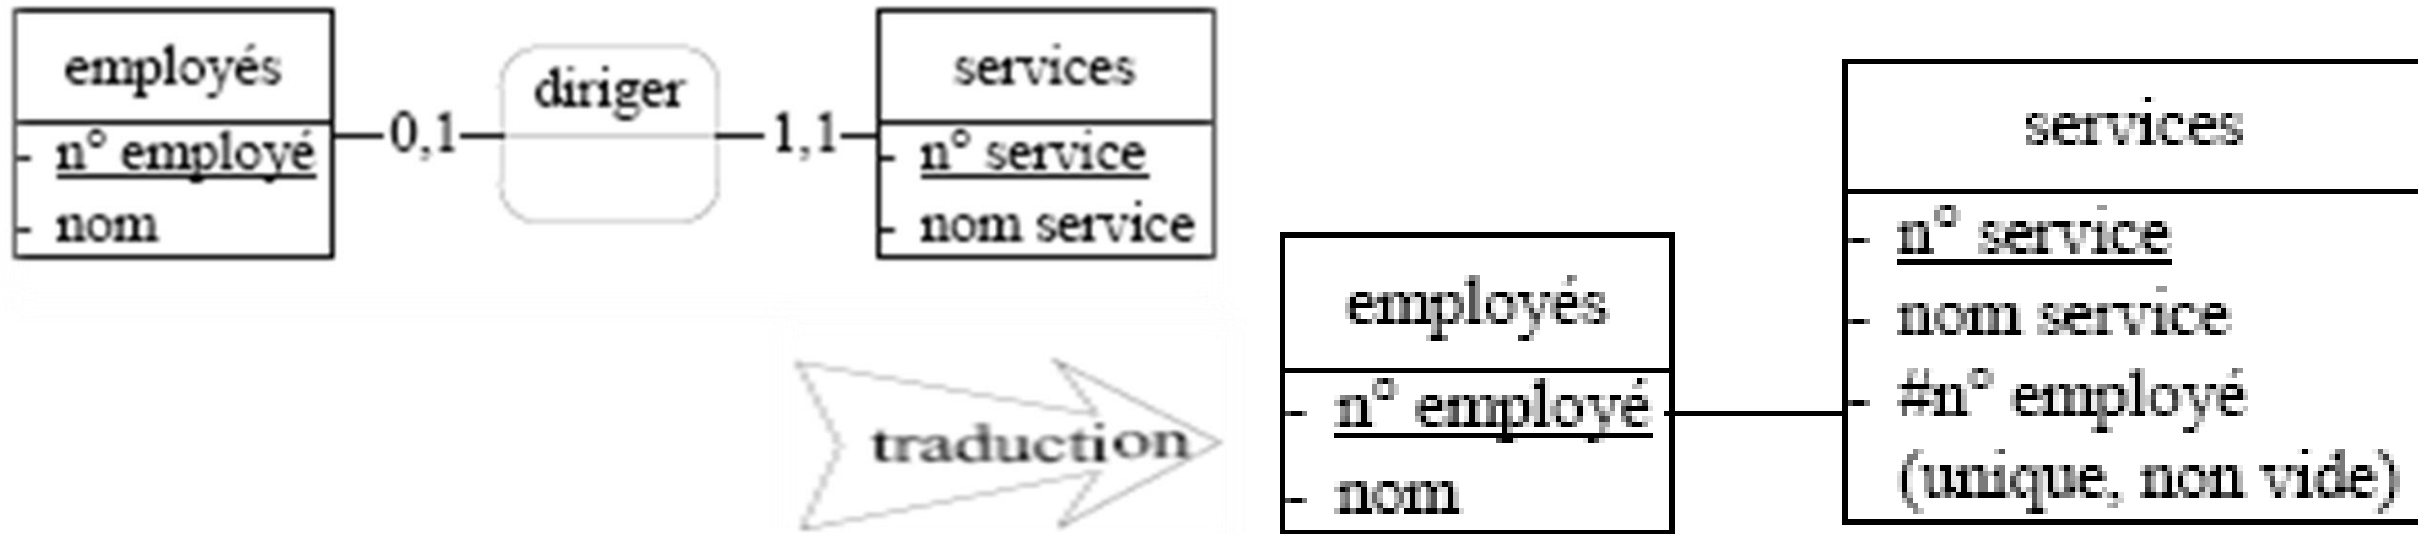 employés
- n° employé
- nom
0,1
diriger
1,1
services
- n° service
- nom service
traduction
employés
- n° employé
- nom
services
- n° service
- nom service
- #n° employé
(unique, non vide)